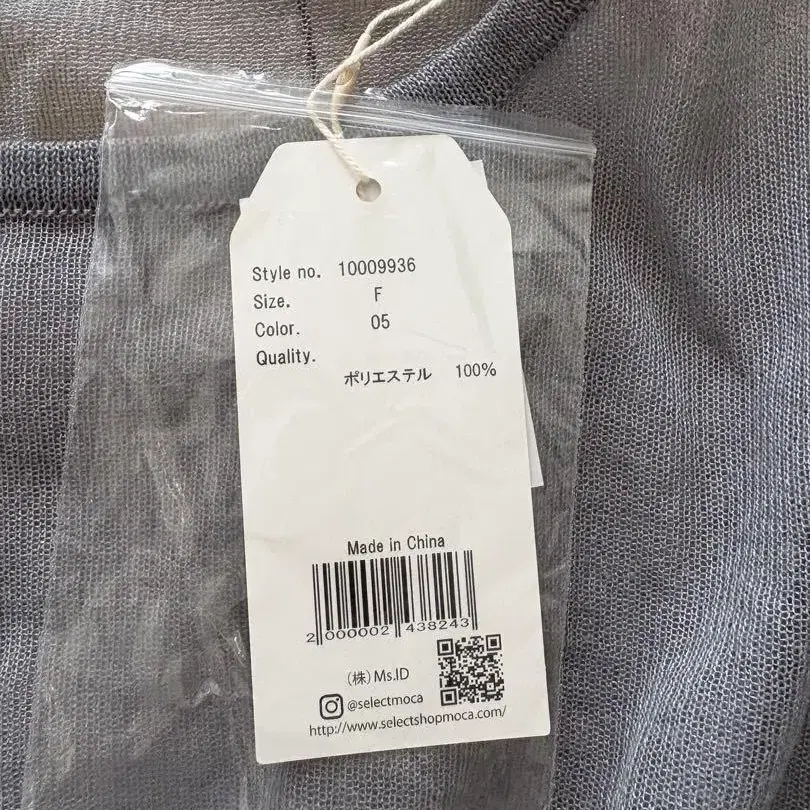 Style no. 10009936
Size. F
Color. 05
Quality.
ポリエステル 100%
Made in China
2 000002 438243
(株)Ms.ID
@selectmoca
http://www.selectshopmoca.com/